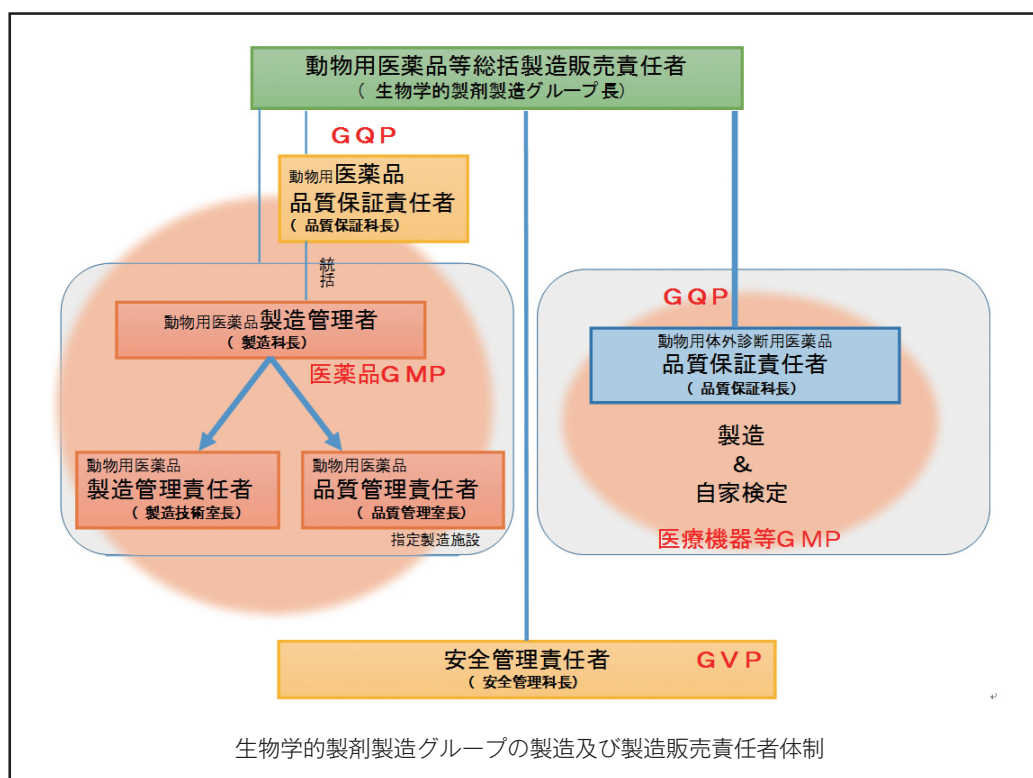 動物用医薬品等総括製造販売責任者
( 生物学的製剤製造グループ長)
GQP
動物用医薬品
品質保証責任者
( 品質保証科長)
統括
動物用医薬品製造管理者
( 製造科長)
医薬品GMP
動物用医薬品
製造管理責任者
( 製造技術室長)
動物用医薬品
品質管理責任者
( 品質管理室長)
指定製造施設
GQP
動物用体外診断用医薬品
品質保証責任者
( 品質保証科長)
製造
&
自家検定
医療機器等GMP
安全管理責任者
( 安全管理科長)
GVP
生物学的製剤製造グループの製造及び製造販売責任者体制